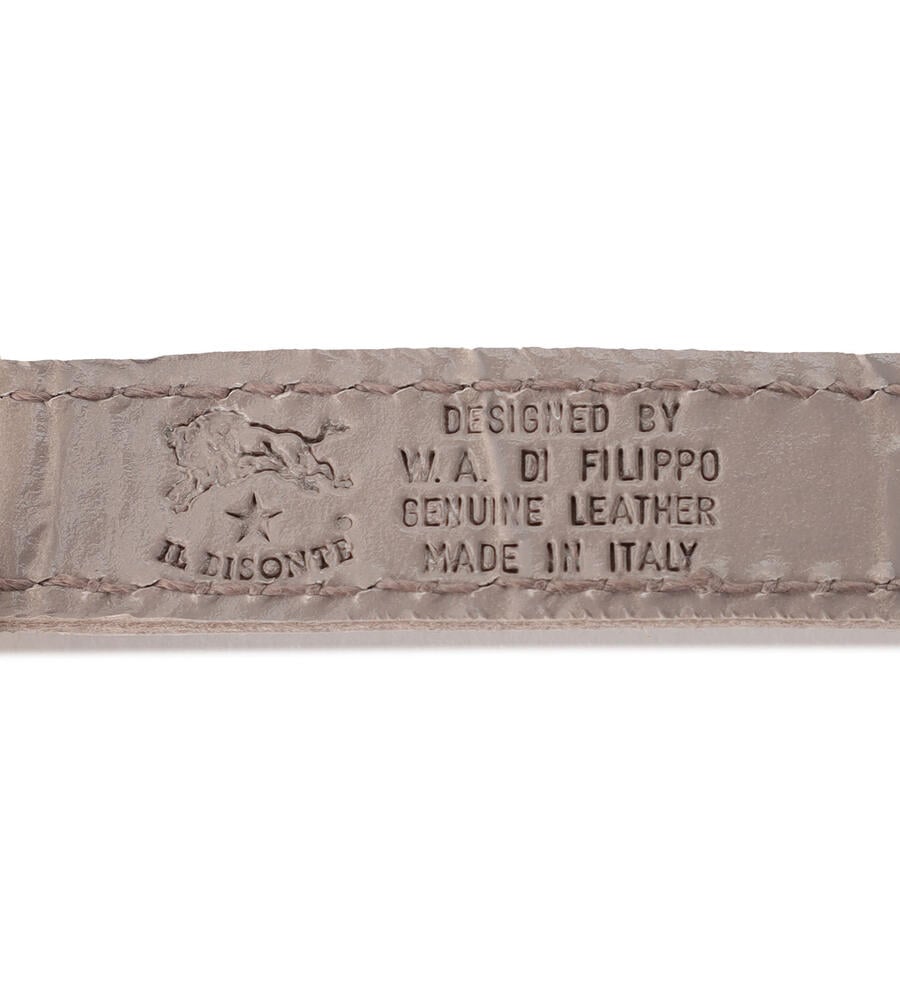 IL BISONTE
DESIGNED BY
W. A. DI FILIPPO
GENUINE LEATHER
MADE IN ITALY